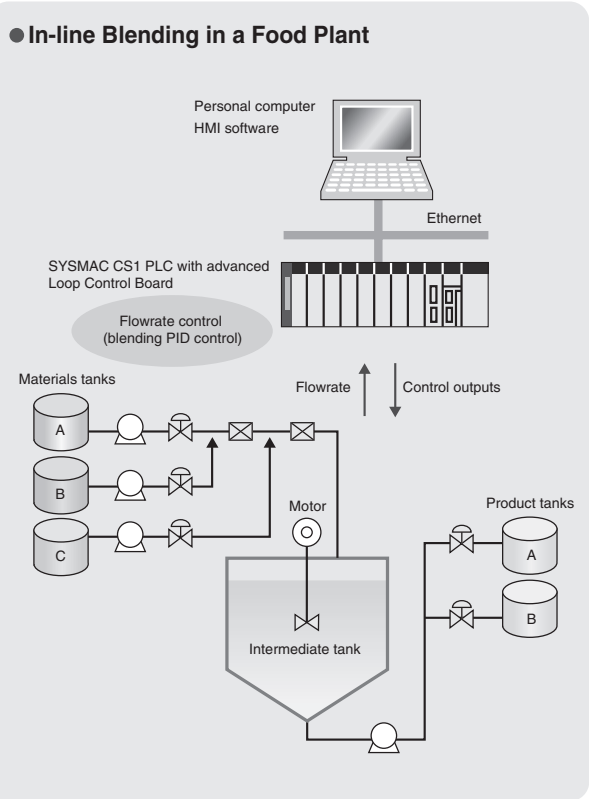 In-line Blending in a Food Plant
Personal computer
HMI software
Ethernet
SYSMAC CS1 PLC with advanced
Loop Control Board
Flowrate control
(blending PID control)
Flowrate
Control outputs
Materials tanks
A
B
C
Motor
Intermediate tank
Product tanks
A
B